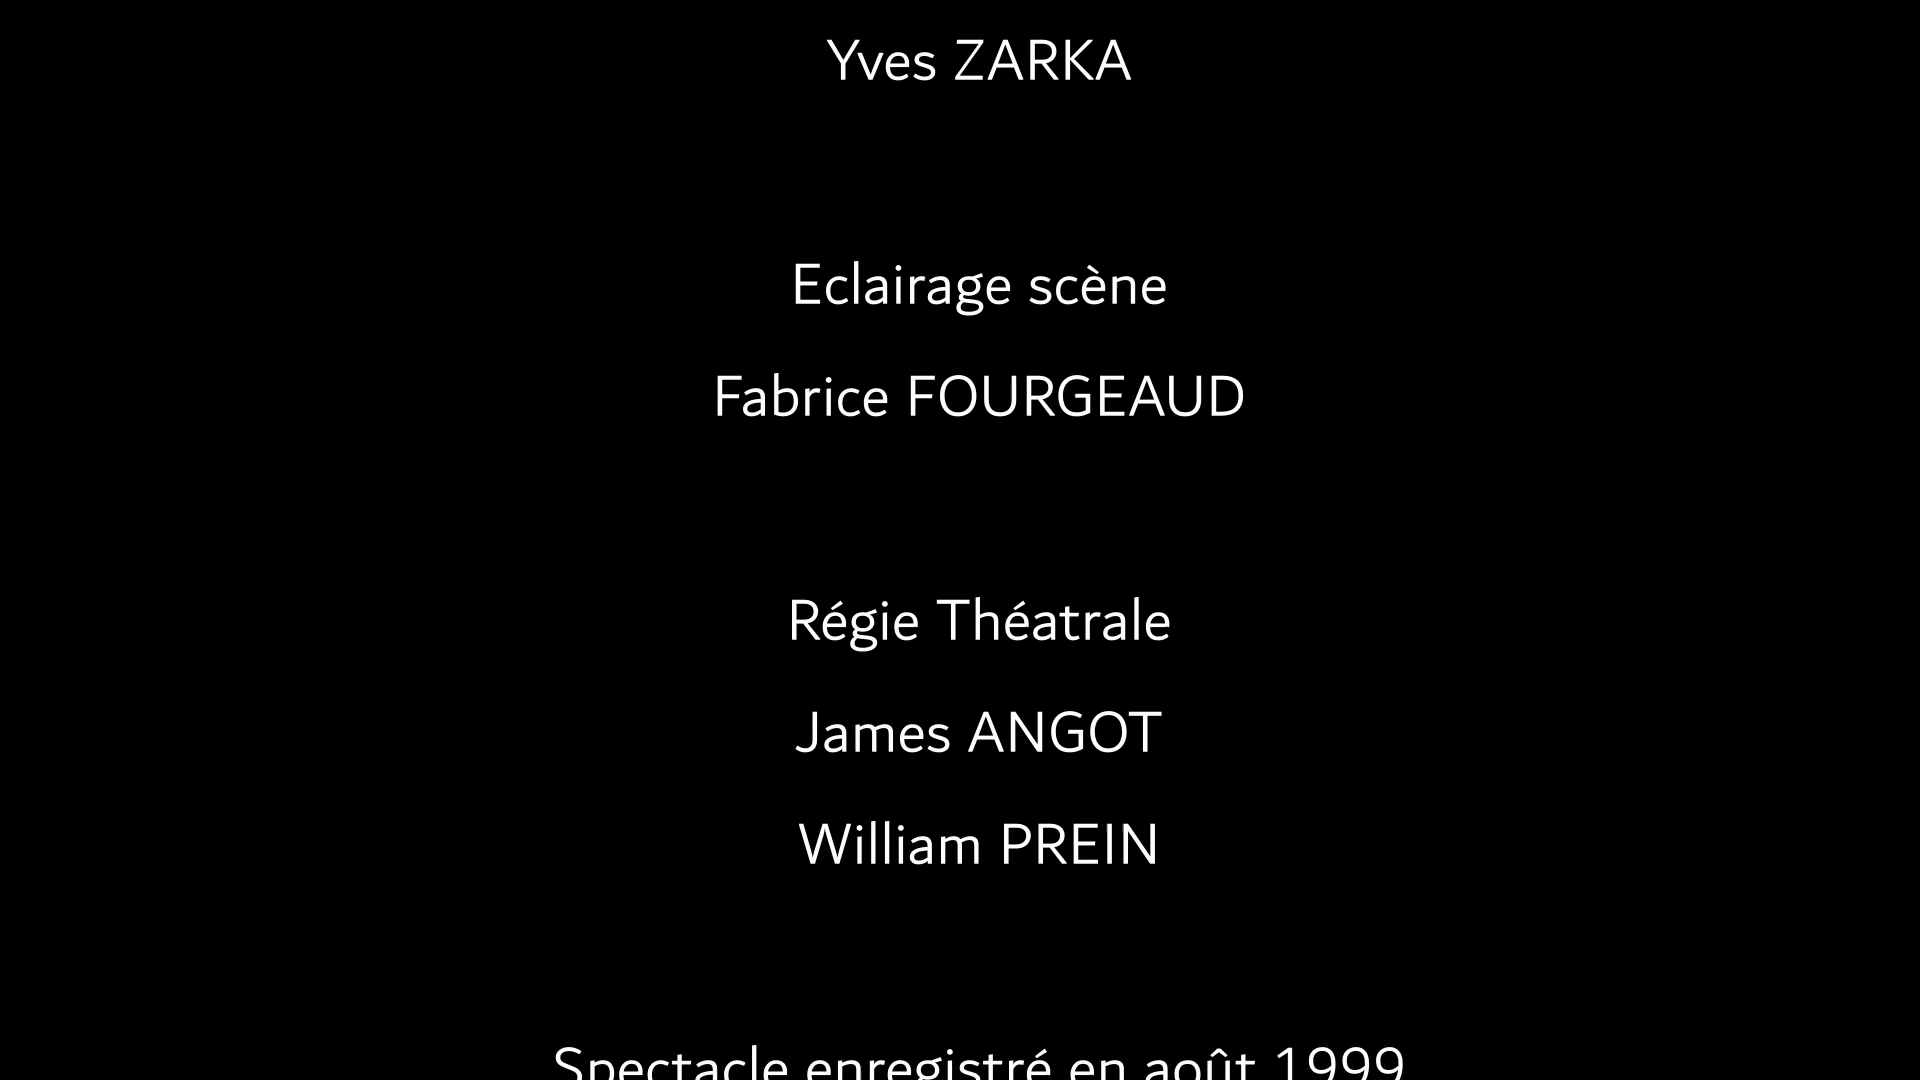 Yves ZARKA
Eclairage scène
Fabrice FOURGEAUD
Régie Théatrale
James ANGOT
William PREIN
Spectacle enregistré en août 1999